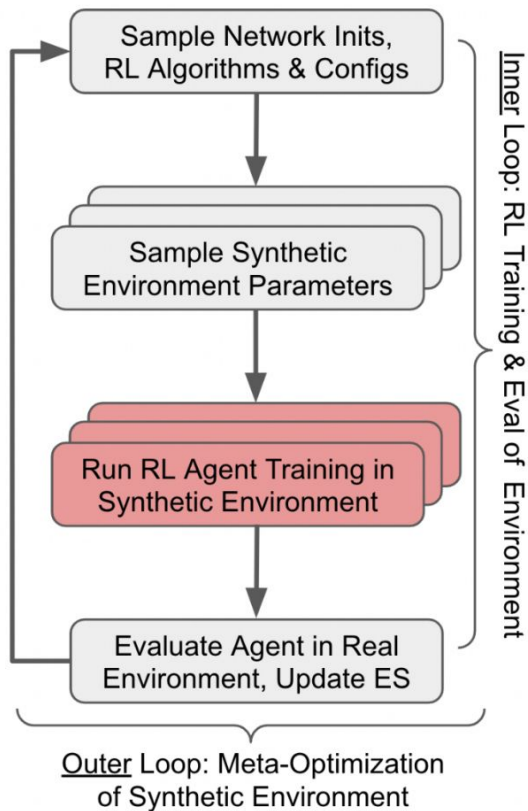 Sample Network Inits,
RL Algorithms & Configs
Sample Synthetic
Environment Parameters
Run RL Agent Training in
Synthetic Environment
Evaluate Agent in Real
Environment, Update ES
Inner Loop: RL Training & Eval of Environment
Outer Loop: Meta-Optimization
of Synthetic Environment